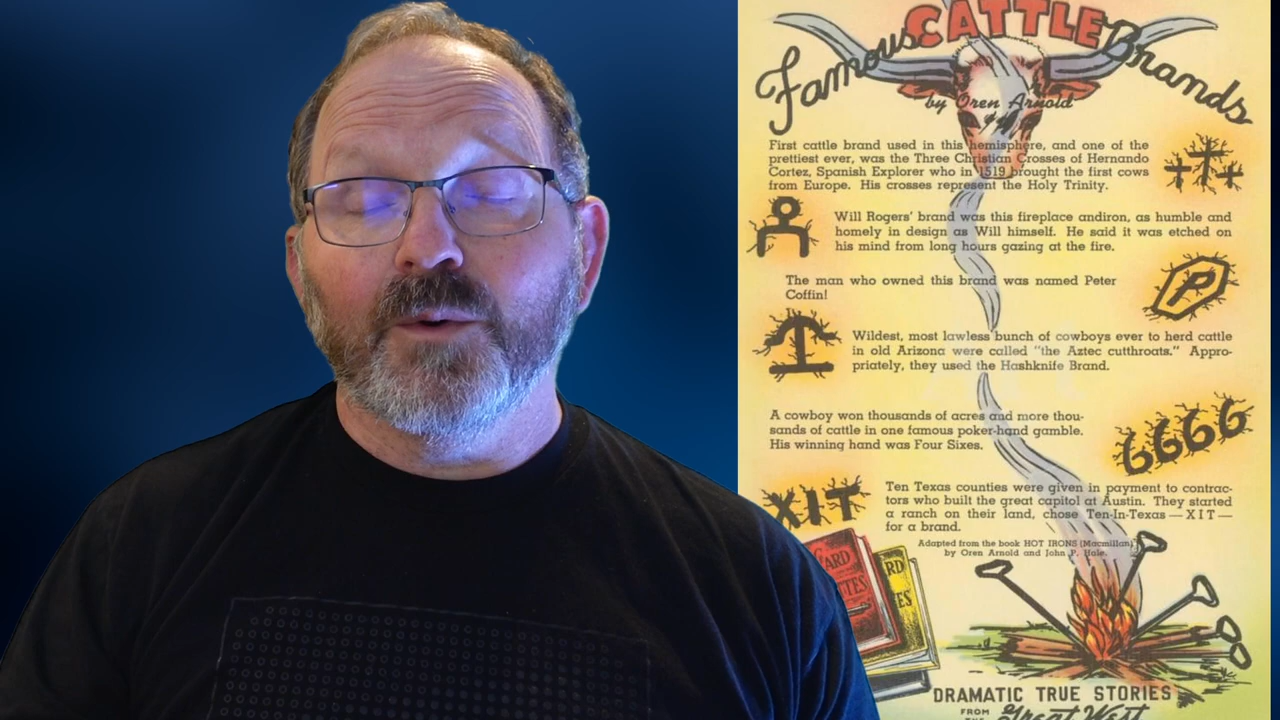 Famous CATTLE Brands
by Oren Arnold
First cattle brand used in this hemisphere, and one of the
prettiest ever, was the Three Christian Crosses of Hernando
Cortez, Spanish Explorer who in 1519 brought the first cows
from Europe. His crosses represent the Holy Trinity.
Will Rogers' brand was this fireplace andiron, as humble and
homely in design as Will himself. He said it was etched on
his mind from long hours gazing at the fire.
The man who owned this brand was named Peter
Coffin!
P
Wildest, most lawless bunch of cowboys ever to herd cattle
in old Arizona were called "the Aztec cutthroats." Appro-
priately, they used the Hashknife Brand.
A cowboy won thousands of acres and more thou-
sands of cattle in one famous poker-hand gamble.
His winning hand was Four Sixes.
6666
XIT
Ten Texas counties were given in payment to contrac-
tors who built the great capitol at Austin. They started
a ranch on their land, chose Ten-In-Texas — XIT —
for a brand.
Adapted from the book HOT IRONS (Macmillan)
by Oren Arnold and John P. Hale.
DRAMATIC TRUE STORIES
FROM THE Great West